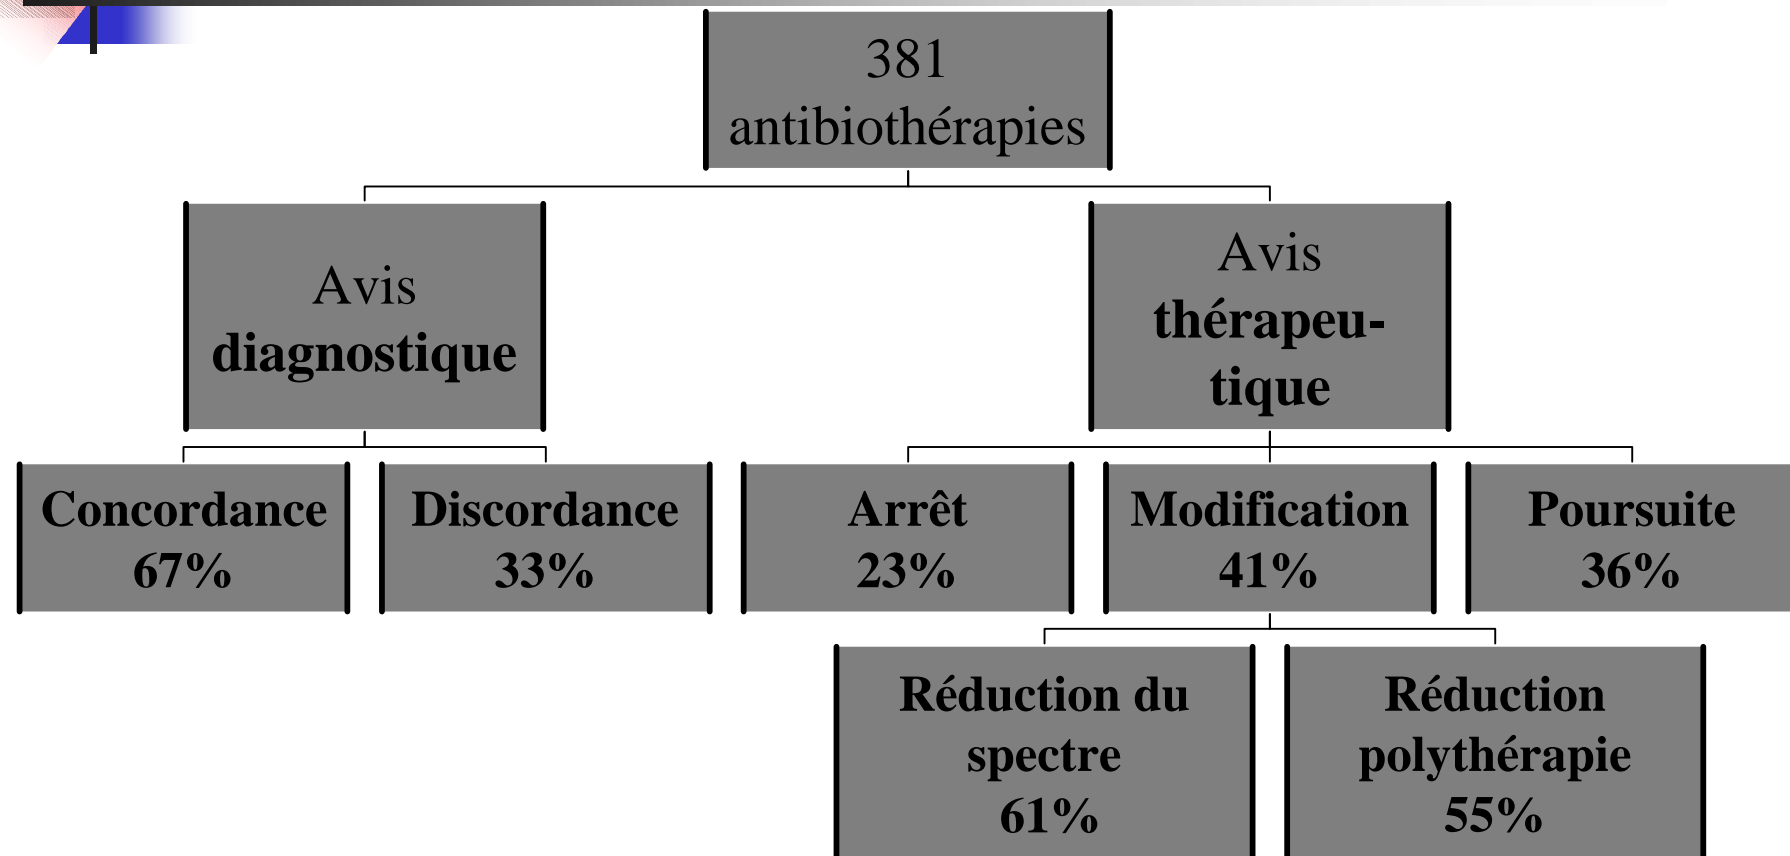 381
antibiothérapies
Avis
diagnostique
Avis
thérapeu-
tique
Concordance
67%
Discordance
33%
Arrêt
23%
Modification
41%
Poursuite
36%
Réduction du
spectre
61%
Réduction
polythérapie
55%